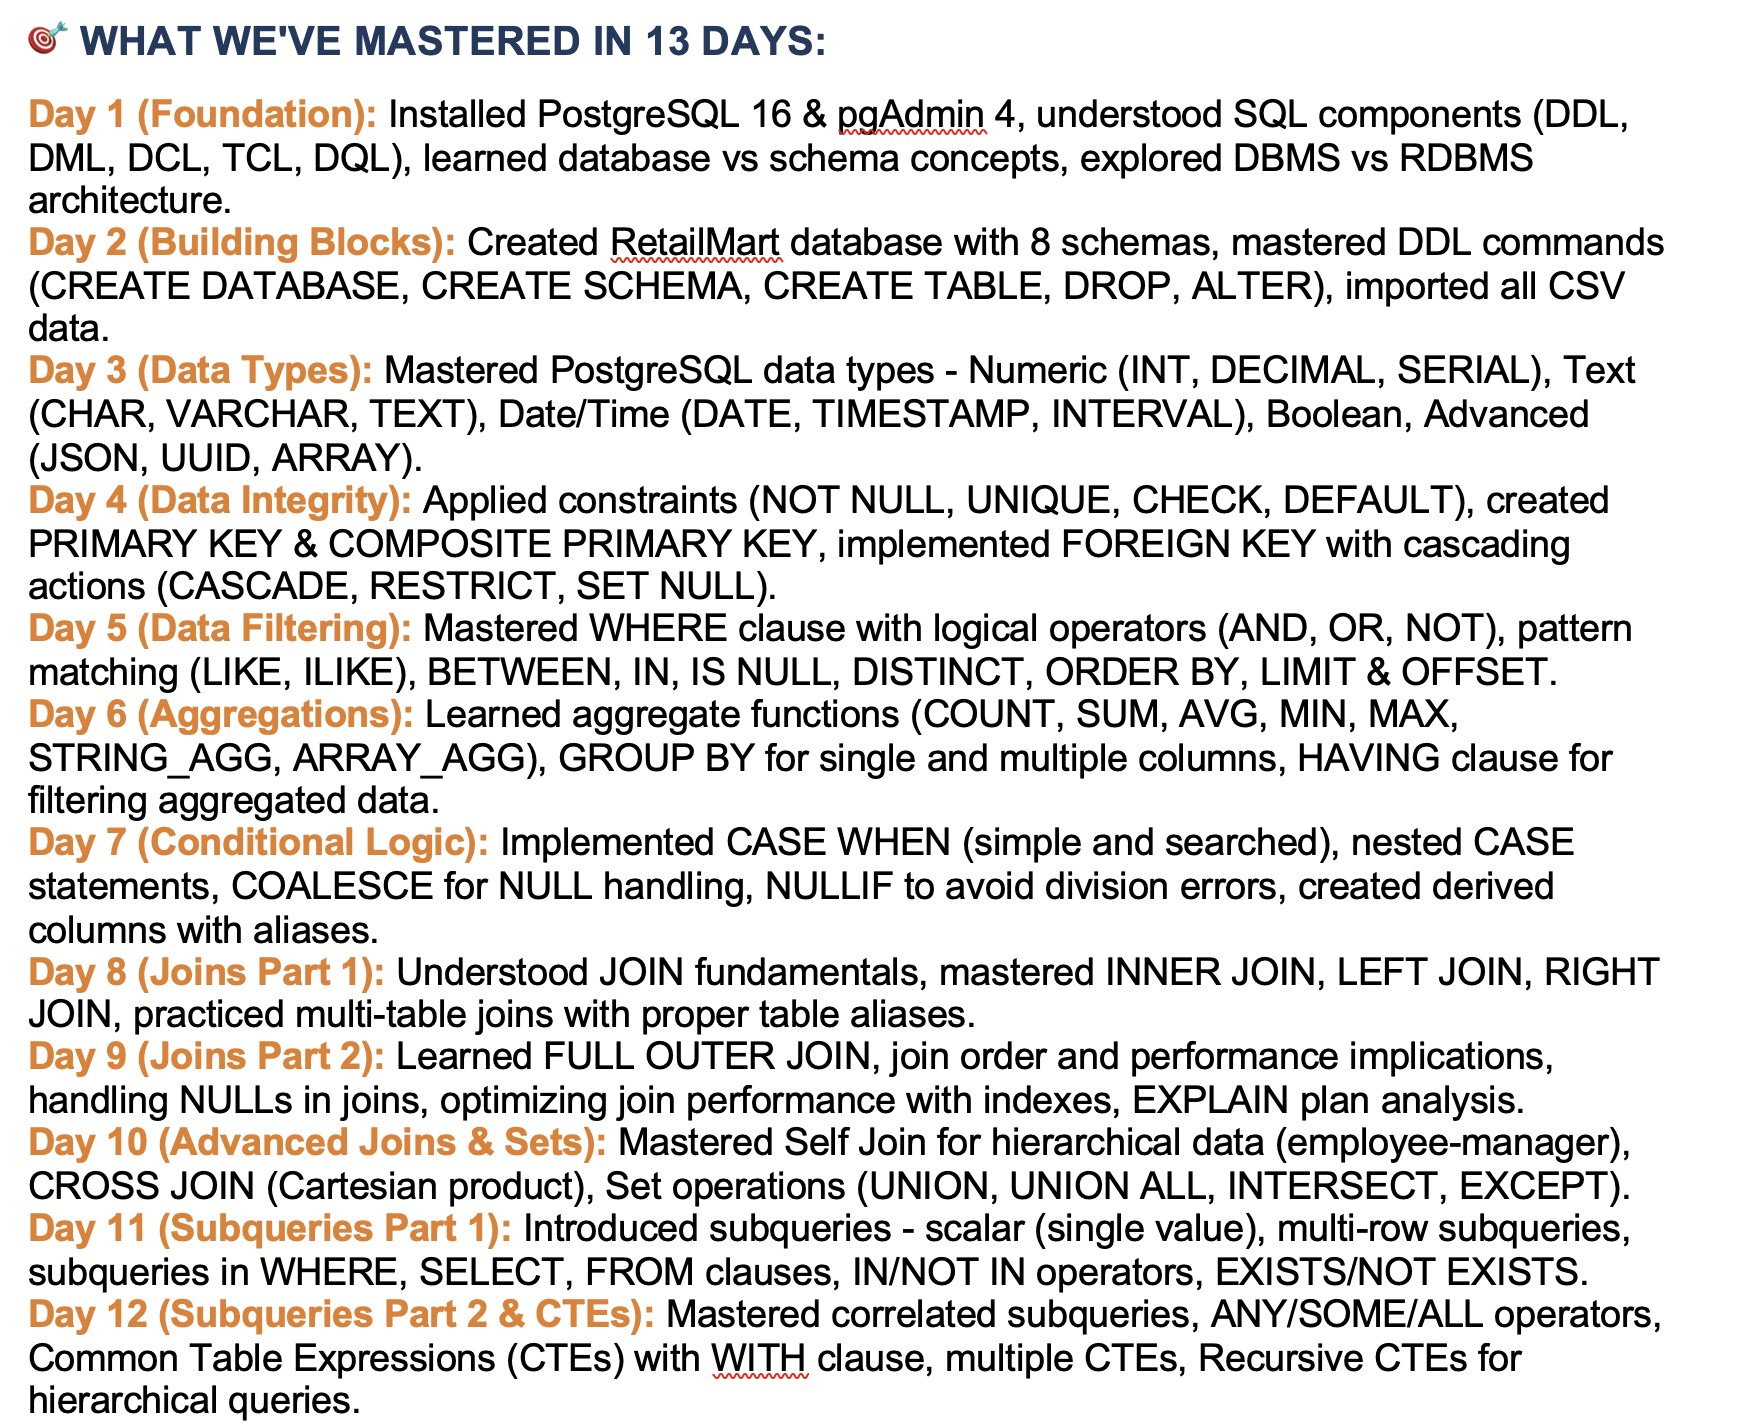 🎯 WHAT WE'VE MASTERED IN 13 DAYS:
Day 1 (Foundation): Installed PostgreSQL 16 & pgAdmin 4, understood SQL components (DDL,
DML, DCL, TCL, DQL), learned database vs schema concepts, explored DBMS vs RDBMS
architecture.
Day 2 (Building Blocks): Created RetailMart database with 8 schemas, mastered DDL commands
(CREATE DATABASE, CREATE SCHEMA, CREATE TABLE, DROP, ALTER), imported all CSV
data.
Day 3 (Data Types): Mastered PostgreSQL data types - Numeric (INT, DECIMAL, SERIAL), Text
(CHAR, VARCHAR, TEXT), Date/Time (DATE, TIMESTAMP, INTERVAL), Boolean, Advanced
(JSON, UUID, ARRAY).
Day 4 (Data Integrity): Applied constraints (NOT NULL, UNIQUE, CHECK, DEFAULT), created
PRIMARY KEY & COMPOSITE PRIMARY KEY, implemented FOREIGN KEY with cascading
actions (CASCADE, RESTRICT, SET NULL).
Day 5 (Data Filtering): Mastered WHERE clause with logical operators (AND, OR, NOT), pattern
matching (LIKE, ILIKE), BETWEEN, IN, IS NULL, DISTINCT, ORDER BY, LIMIT & OFFSET.
Day 6 (Aggregations): Learned aggregate functions (COUNT, SUM, AVG, MIN, MAX,
STRING_AGG, ARRAY_AGG), GROUP BY for single and multiple columns, HAVING clause for
filtering aggregated data.
Day 7 (Conditional Logic): Implemented CASE WHEN (simple and searched), nested CASE
statements, COALESCE for NULL handling, NULLIF to avoid division errors, created derived
columns with aliases.
Day 8 (Joins Part 1): Understood JOIN fundamentals, mastered INNER JOIN, LEFT JOIN, RIGHT
JOIN, practiced multi-table joins with proper table aliases.
Day 9 (Joins Part 2): Learned FULL OUTER JOIN, join order and performance implications,
handling NULLs in joins, optimizing join performance with indexes, EXPLAIN plan analysis.
Day 10 (Advanced Joins & Sets): Mastered Self Join for hierarchical data (employee-manager),
CROSS JOIN (Cartesian product), Set operations (UNION, UNION ALL, INTERSECT, EXCEPT).
Day 11 (Subqueries Part 1): Introduced subqueries - scalar (single value), multi-row subqueries,
subqueries in WHERE, SELECT, FROM clauses, IN/NOT IN operators, EXISTS/NOT EXISTS.
Day 12 (Subqueries Part 2 & CTEs): Mastered correlated subqueries, ANY/SOME/ALL operators,
Common Table Expressions (CTEs) with WITH clause, multiple CTEs, Recursive CTEs for
hierarchical queries.